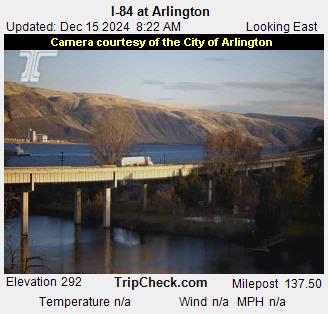 I-84 at Arlington
Updated: Dec 15 2024 8:22 AM Looking East
Camera courtesy of the City of Arlington
Elevation 292 TripCheck.com Milepost 137.50
Temperature n/a Wind n/a MPH n/a